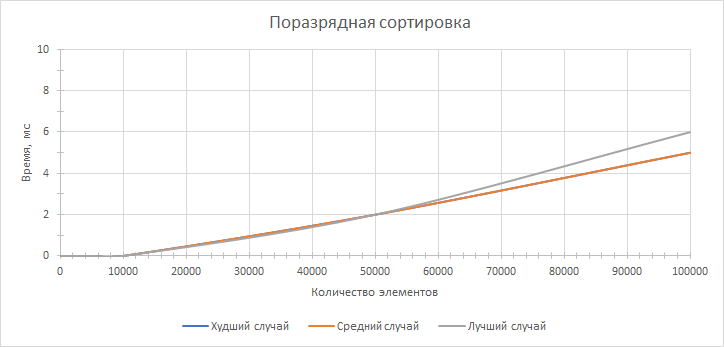 Поразрядная сортировка
10
8
6
4
2
0
Время, мс
0 10000 20000 30000 40000 50000 60000 70000 80000 90000 100000
Количество элементов
Худший случай Средний случай Лучший случай